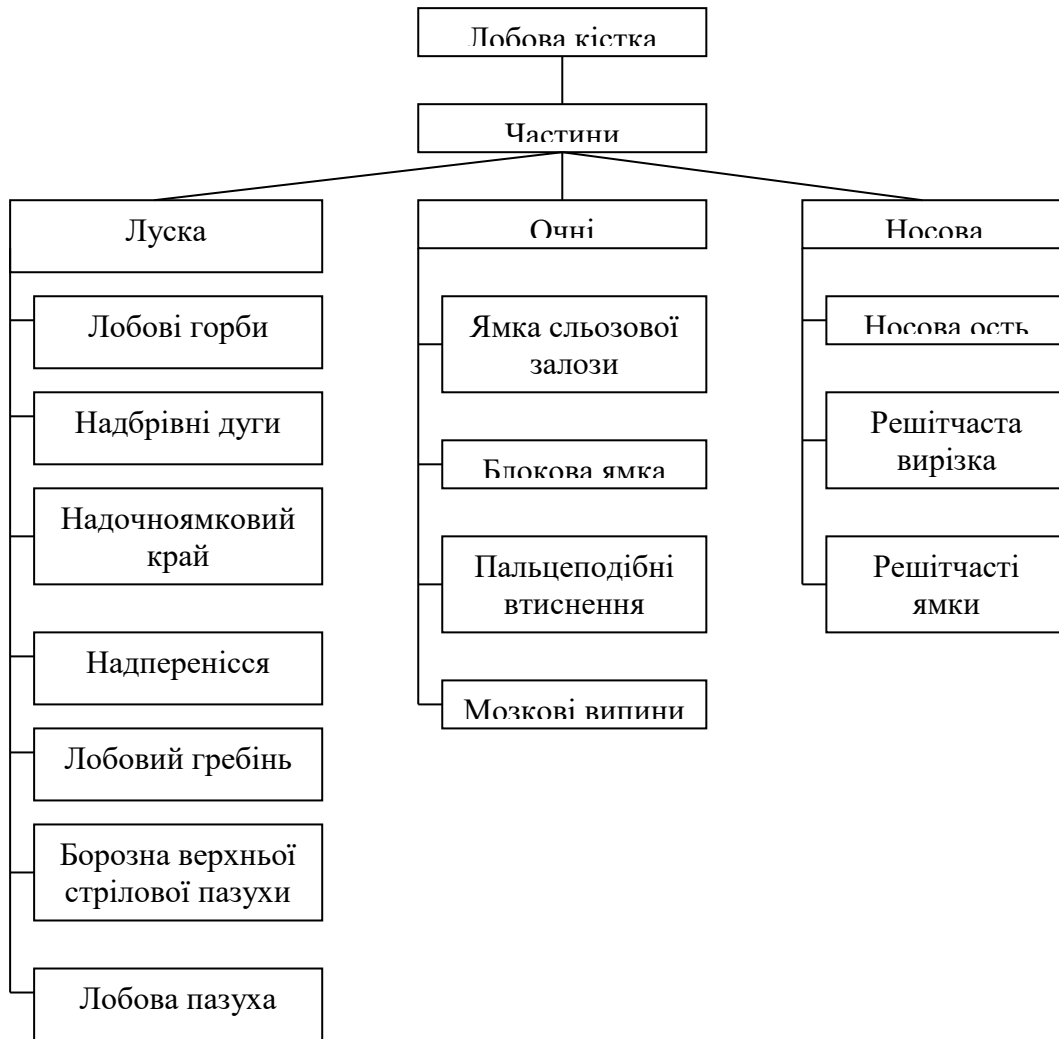 Лобова кістка
Частини
Луска
Лобові горби
Надбрівні дуги
Надочноямковий
край
Надперенісся
Лобовий гребінь
Борозна верхньої
стрілової пазухи
Лобова пазуха
Очні
Ямка сльозової
залози
Блокова ямка
Пальцеподібні
втиснення
Мозкові випини
Носова
Носова ость
Решітчаста
вирізка
Решітчасті
ямки